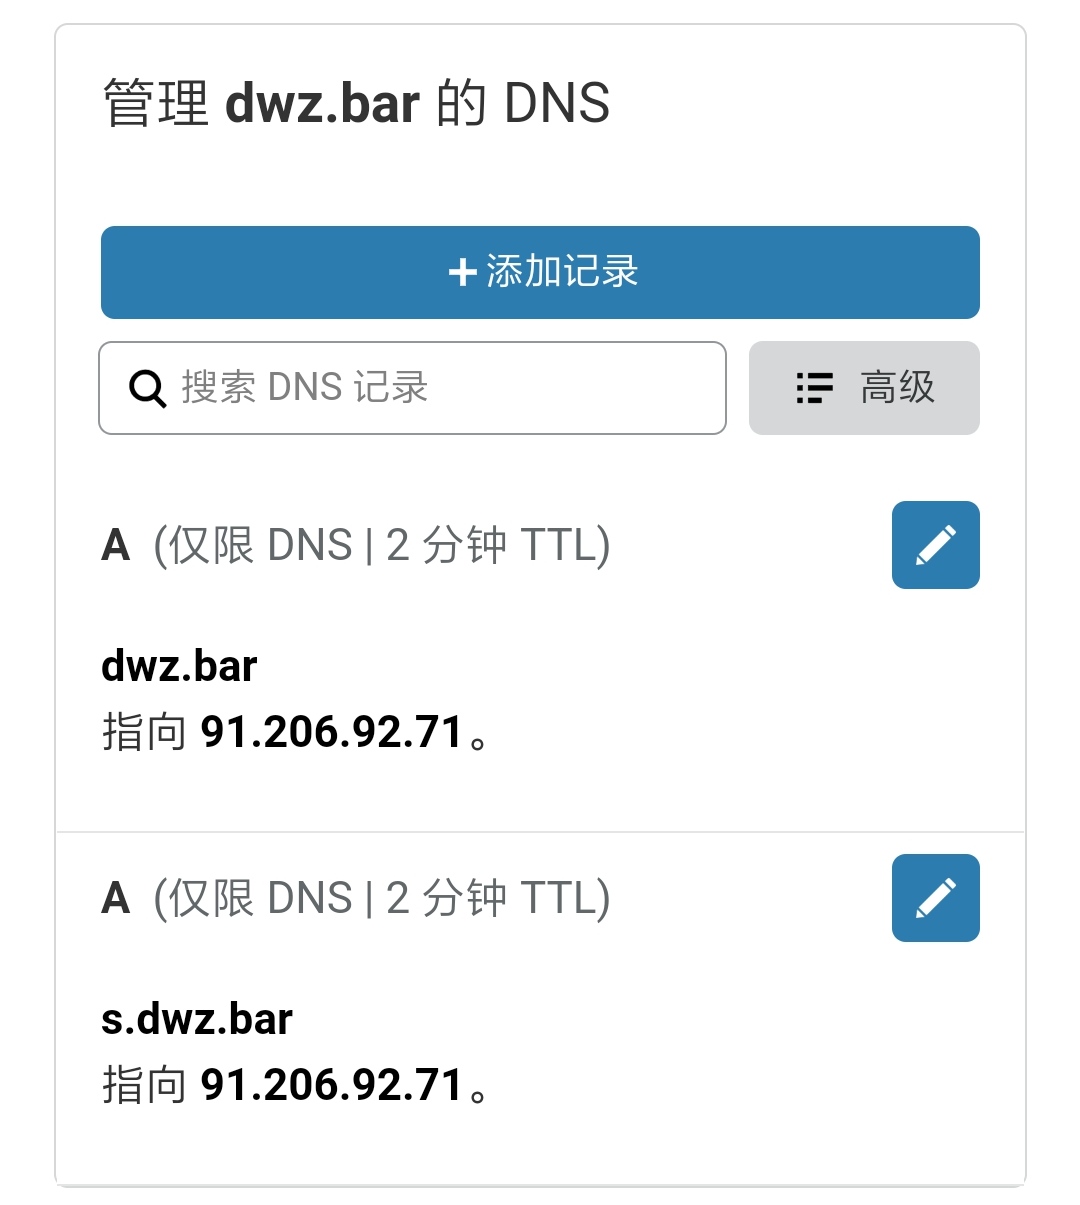 管理 dwz.bar 的 DNS
添加记录
搜索 DNS 记录
高级
A (仅限 DNS | 2 分钟 TTL)
dwz.bar
指向 91.206.92.71。
A (仅限 DNS | 2 分钟 TTL)
s.dwz.bar
指向 91.206.92.71。